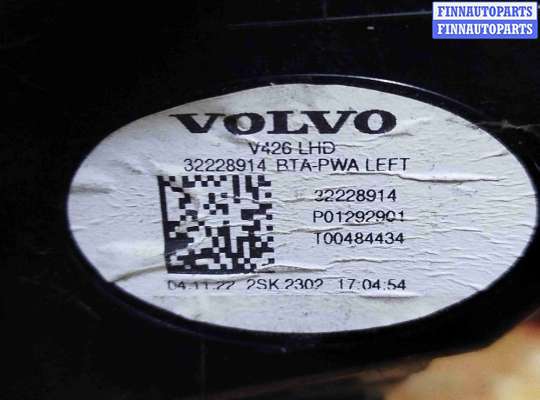 FINNAUTOPARTS
FINNAUTOPARTS
VOLVO
V426 LHD
32228914 BTA-PWA LEFT
32228914
P01292901
T00484434
04.11.22 2SK.2302 17:04:54